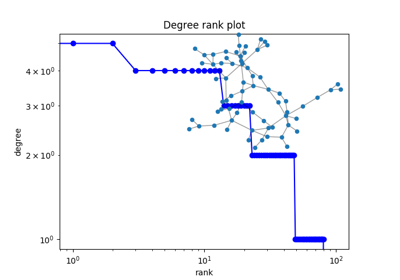 Degree rank plot
degree
4 × 10⁰
3 × 10⁰
2 × 10⁰
10⁰
10⁰ 10¹ 10²
rank